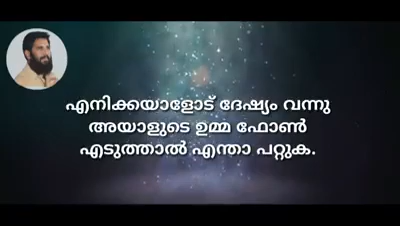 എനിക്കയാളോട് ദേഷ്യം വന്നു
അയാളുടെ ഉമ്മ ഫോൺ
എടുത്താൽ എന്താ പറ്റുക.